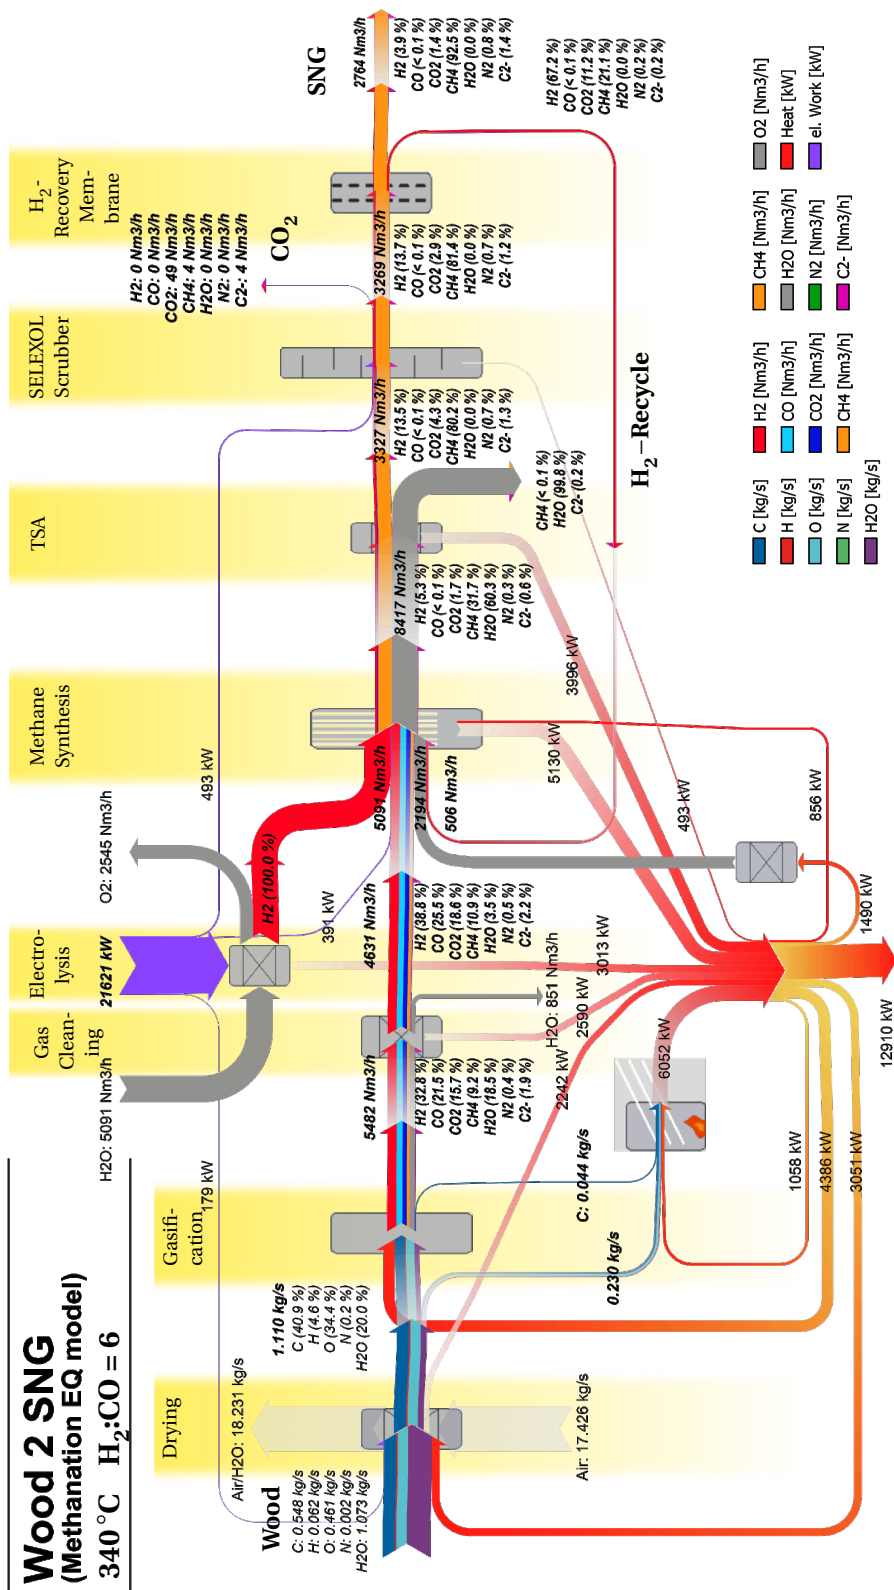 Wood 2 SNG
(Methanation EQ model)
340 °C H2:CO = 6
Drying
Gasifi-
cation
Gas
Clean-
ing
Electro-
lysis
Methane
Synthesis
TSA
SELEXOL
Scrubber
H2-
Recovery
Mem-
brane
H2O: 5091 Nm3/h
21621 kW
O2: 2545 Nm3/h
179 kW
493 kW
391 kW
H2 (100.0 %)
Air/H2O: 18.231 kg/s
Air: 17.426 kg/s
Wood
C: 0.548 kg/s
H: 0.062 kg/s
O: 0.461 kg/s
N: 0.002 kg/s
H2O: 1.073 kg/s
1.110 kg/s
C (40.9 %)
H (4.6 %)
O (34.4 %)
N (0.2 %)
H2O (20.0 %)
5482 Nm3/h
H2 (32.8 %)
CO (21.5 %)
CO2 (15.7 %)
CH4 (9.2 %)
H2O (18.5 %)
N2 (0.4 %)
C2- (1.9 %)
4631 Nm3/h
H2 (38.8 %)
CO (25.5 %)
CO2 (18.6 %)
CH4 (10.9 %)
H2O (3.5 %)
N2 (0.5 %)
C2- (2.2 %)
H2O: 851 Nm3/h
5091 Nm3/h
2194 Nm3/h
506 Nm3/h
8417 Nm3/h
H2 (5.3 %)
CO (< 0.1 %)
CO2 (1.7 %)
CH4 (31.7 %)
H2O (60.3 %)
N2 (0.3 %)
C2- (0.6 %)
CH4 (< 0.1 %)
H2O (99.8 %)
C2- (0.2 %)
3327 Nm3/h
H2 (13.5 %)
CO (< 0.1 %)
CO2 (4.3 %)
CH4 (80.2 %)
H2O (0.0 %)
N2 (0.7 %)
C2- (1.3 %)
H2: 0 Nm3/h
CO: 0 Nm3/h
CO2: 49 Nm3/h
CH4: 4 Nm3/h
H2O: 0 Nm3/h
N2: 0 Nm3/h
C2-: 4 Nm3/h
CO2
3269 Nm3/h
H2 (13.7 %)
CO (< 0.1 %)
CO2 (2.9 %)
CH4 (81.4 %)
H2O (0.0 %)
N2 (0.7 %)
C2- (1.2 %)
SNG
2764 Nm3/h
H2 (3.9 %)
CO (< 0.1 %)
CO2 (1.4 %)
CH4 (92.5 %)
H2O (0.0 %)
N2 (0.8 %)
C2- (1.4 %)
H2 (67.2 %)
CO (< 0.1 %)
CO2 (11.2 %)
CH4 (21.1 %)
H2O (0.0 %)
N2 (0.2 %)
C2- (0.2 %)
H2–Recycle
C: 0.044 kg/s
0.230 kg/s
2242 kW
2590 kW
3013 kW
6052 kW
5130 kW
3996 kW
493 kW
856 kW
1490 kW
1058 kW
4386 kW
3051 kW
12910 kW
C [kg/s]
H [kg/s]
O [kg/s]
N [kg/s]
H2O [kg/s]
H2 [Nm3/h]
CO [Nm3/h]
CO2 [Nm3/h]
CH4 [Nm3/h]
CH4 [Nm3/h]
H2O [Nm3/h]
N2 [Nm3/h]
C2- [Nm3/h]
O2 [Nm3/h]
Heat [kW]
el. Work [kW]